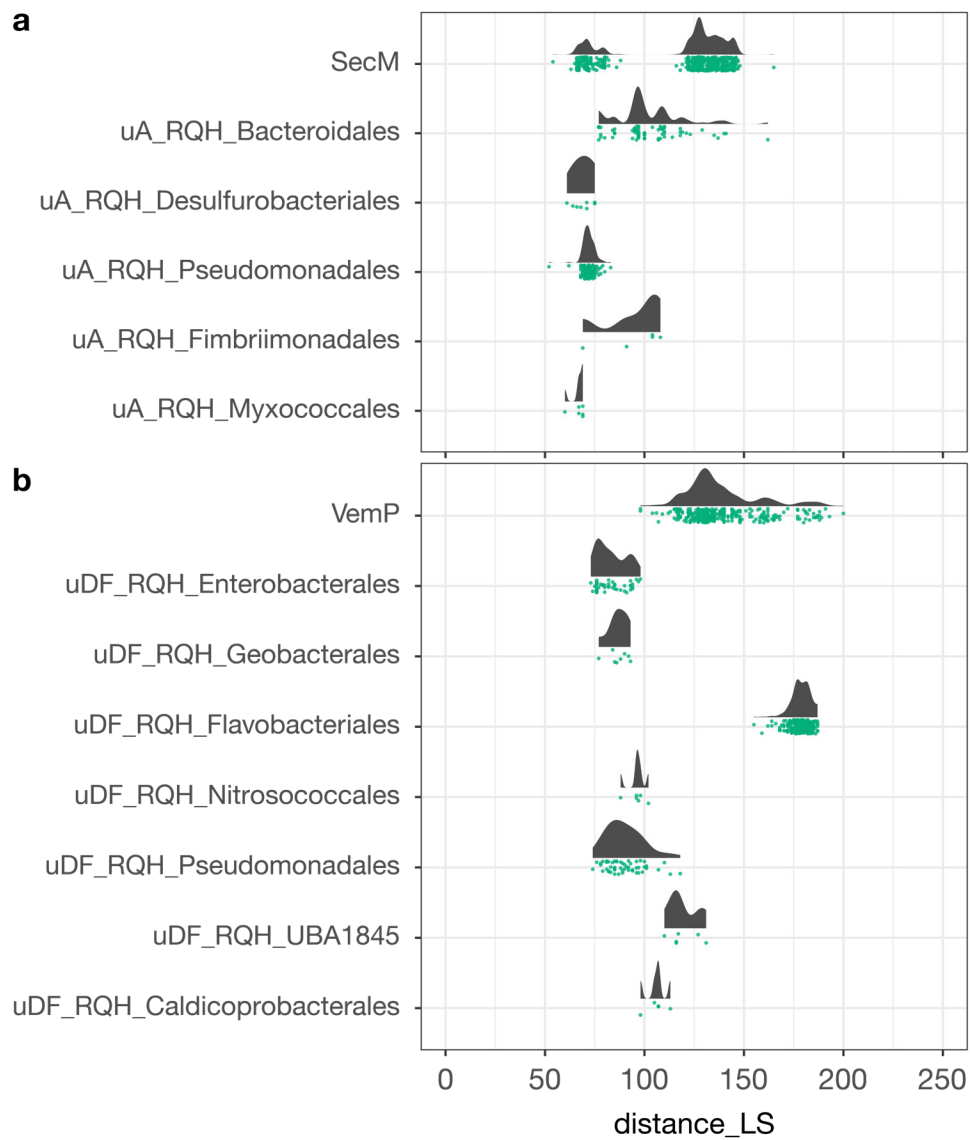 a
SecM
uA_RQH_Bacteroidales
uA_RQH_Desulfurobacteriales
uA_RQH_Pseudomonadales
uA_RQH_Fimbriimonadales
uA_RQH_Myxococcales
b
VemP
uDF_RQH_Enterobacterales
uDF_RQH_Geobacterales
uDF_RQH_Flavobacteriales
uDF_RQH_Nitrosococcales
uDF_RQH_Pseudomonadales
uDF_RQH_UBA1845
uDF_RQH_Caldicoprobacterales
0 50 100 150 200 250
distance_LS